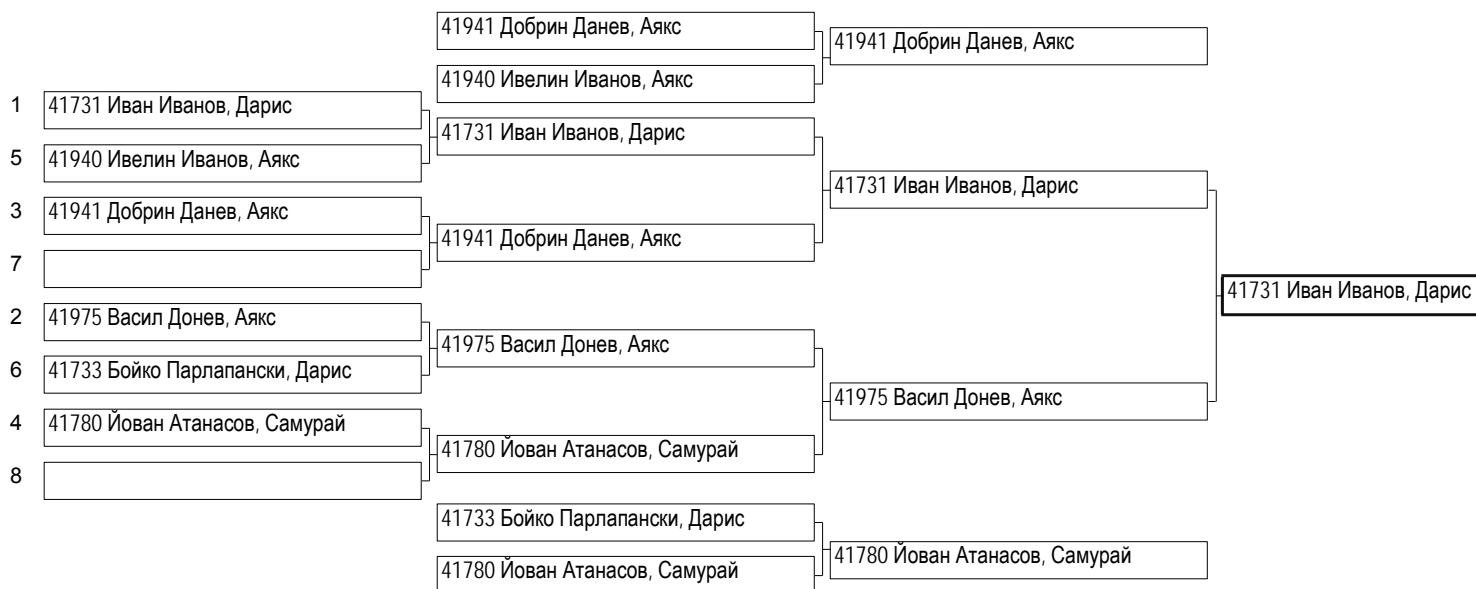 41941 Добрин Данев, Аякс
41941 Добрин Данев, Аякс
41940 Ивелин Иванов, Аякс
1 41731 Иван Иванов, Дарис
41731 Иван Иванов, Дарис
5 41940 Ивелин Иванов, Аякс
41731 Иван Иванов, Дарис
3 41941 Добрин Данев, Аякс
41941 Добрин Данев, Аякс
7
41731 Иван Иванов, Дарис
2 41975 Васил Донев, Аякс
41975 Васил Донев, Аякс
6 41733 Бойко Парлапански, Дарис
41975 Васил Донев, Аякс
4 41780 Йован Атанасов, Самурай
41780 Йован Атанасов, Самурай
8
41733 Бойко Парлапански, Дарис
41780 Йован Атанасов, Самурай
41780 Йован Атанасов, Самурай